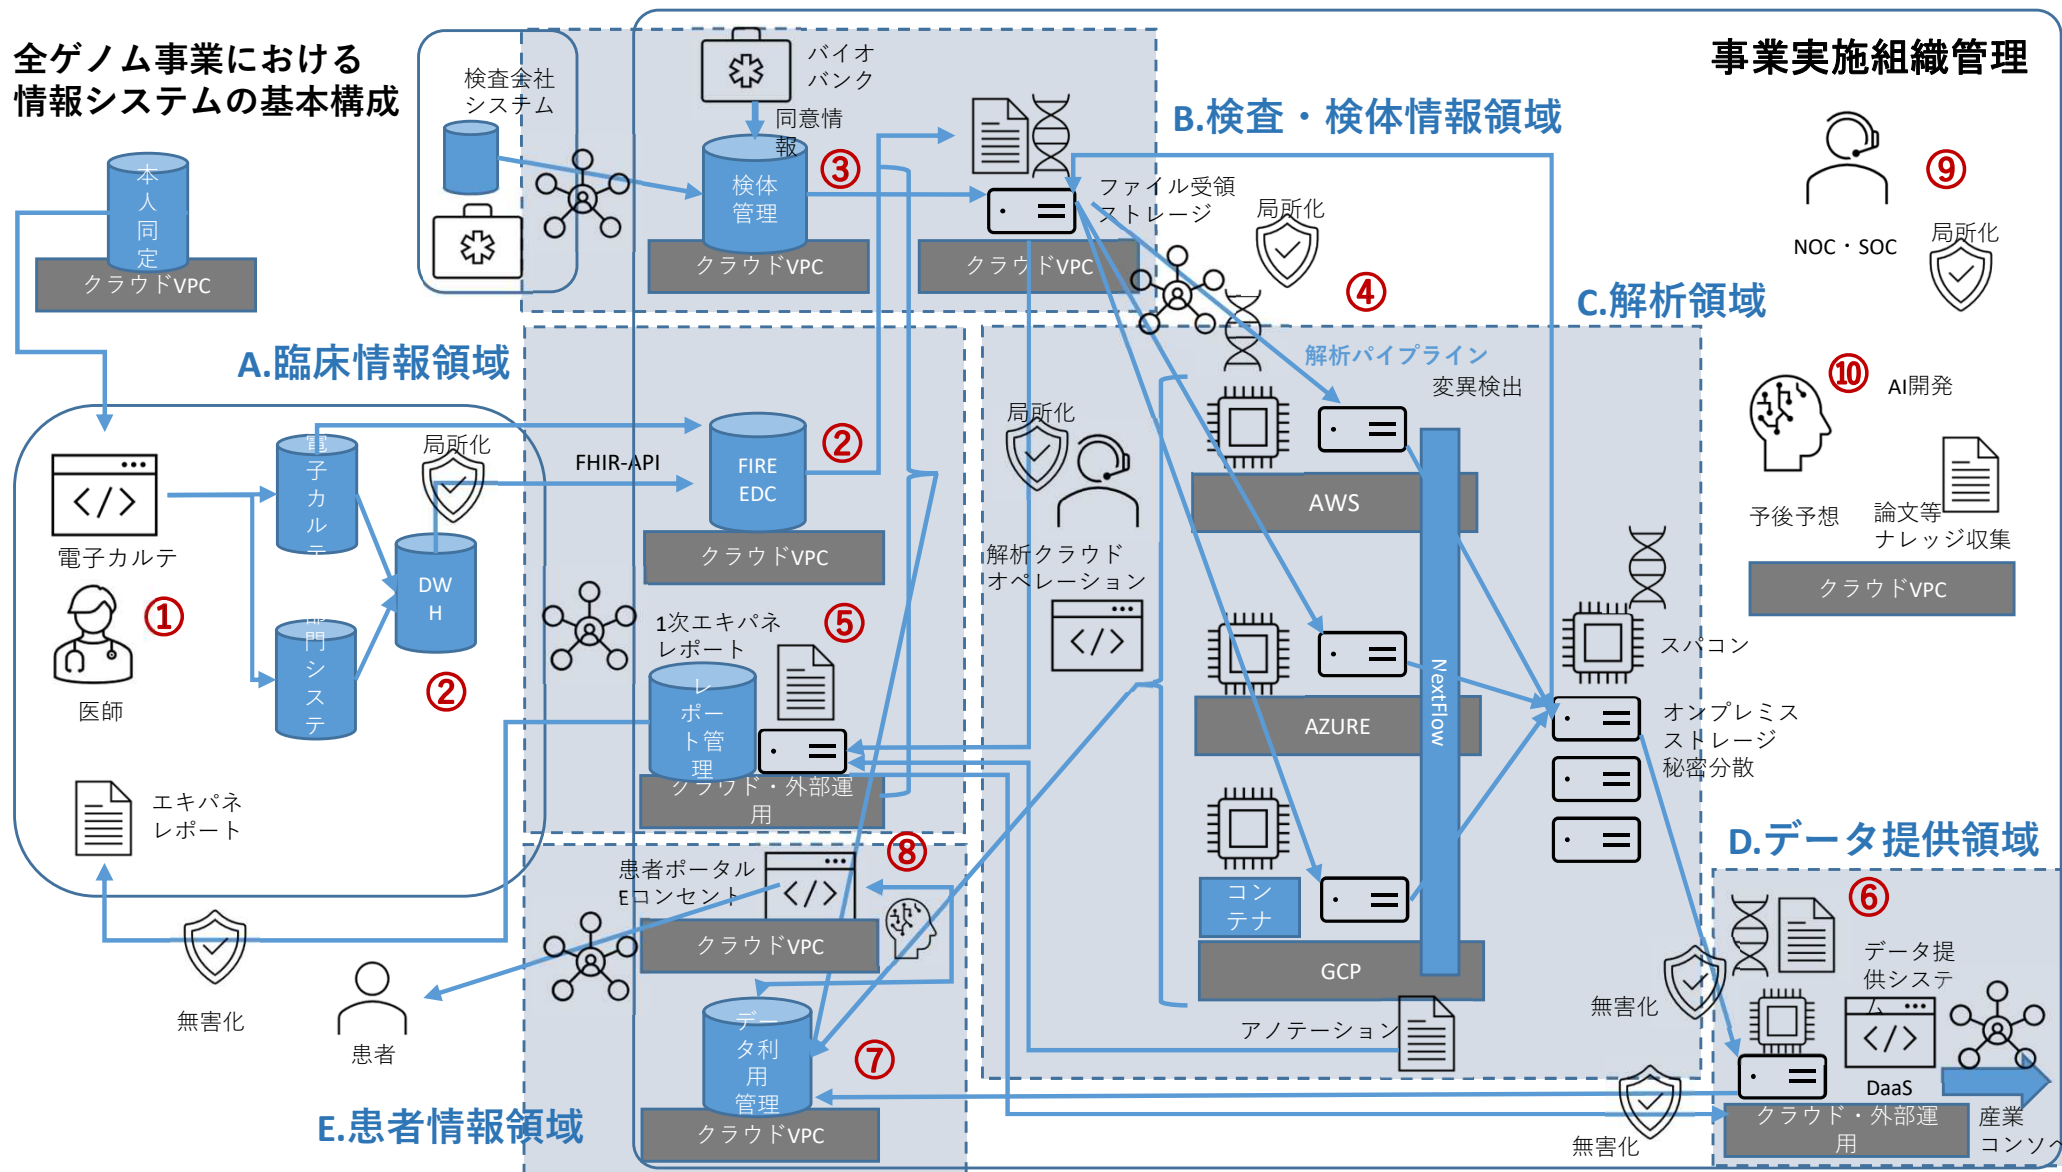 全ゲノム事業における
情報システムの基本構成
事業実施組織管理
検査会社
システム
バイオ
バンク
同意情
報
B.検査・検体情報領域
本
人
同
定
クラウドVPC
検体
管理
③
クラウドVPC
ファイル受領
ストレージ
クラウドVPC
局所化
④
NOC・SOC
⑨
局所化
A.臨床情報領域
C.解析領域
解析パイプライン
変異検出
⑩
AI開発
予後予想
論文等
ナレッジ収集
クラウドVPC
電子カルテ
①
医師
電
子
カ
ル
テ
部
門
シ
ス
テ
局所化
DW
H
②
FHIR-API
FIRE
EDC
②
クラウドVPC
局所化
解析クラウド
オペレーション
AWS
AZURE
コン
テナ
GCP
NextFlow
スパコン
オンプレミス
ストレージ
秘密分散
1次エキパネ
レポート
⑤
レ
ポー
ト管
理
クラウド・外部運
用
エキパネ
レポート
無害化
患者
患者ポータル
Eコンセント
⑧
クラウドVPC
デー
タ利
用
管理
⑦
クラウドVPC
E.患者情報領域
アノテーション
無害化
無害化
D.データ提供領域
⑥
データ提
供システ
ム
DaaS
クラウド・外部運
用
産業
コンソへ